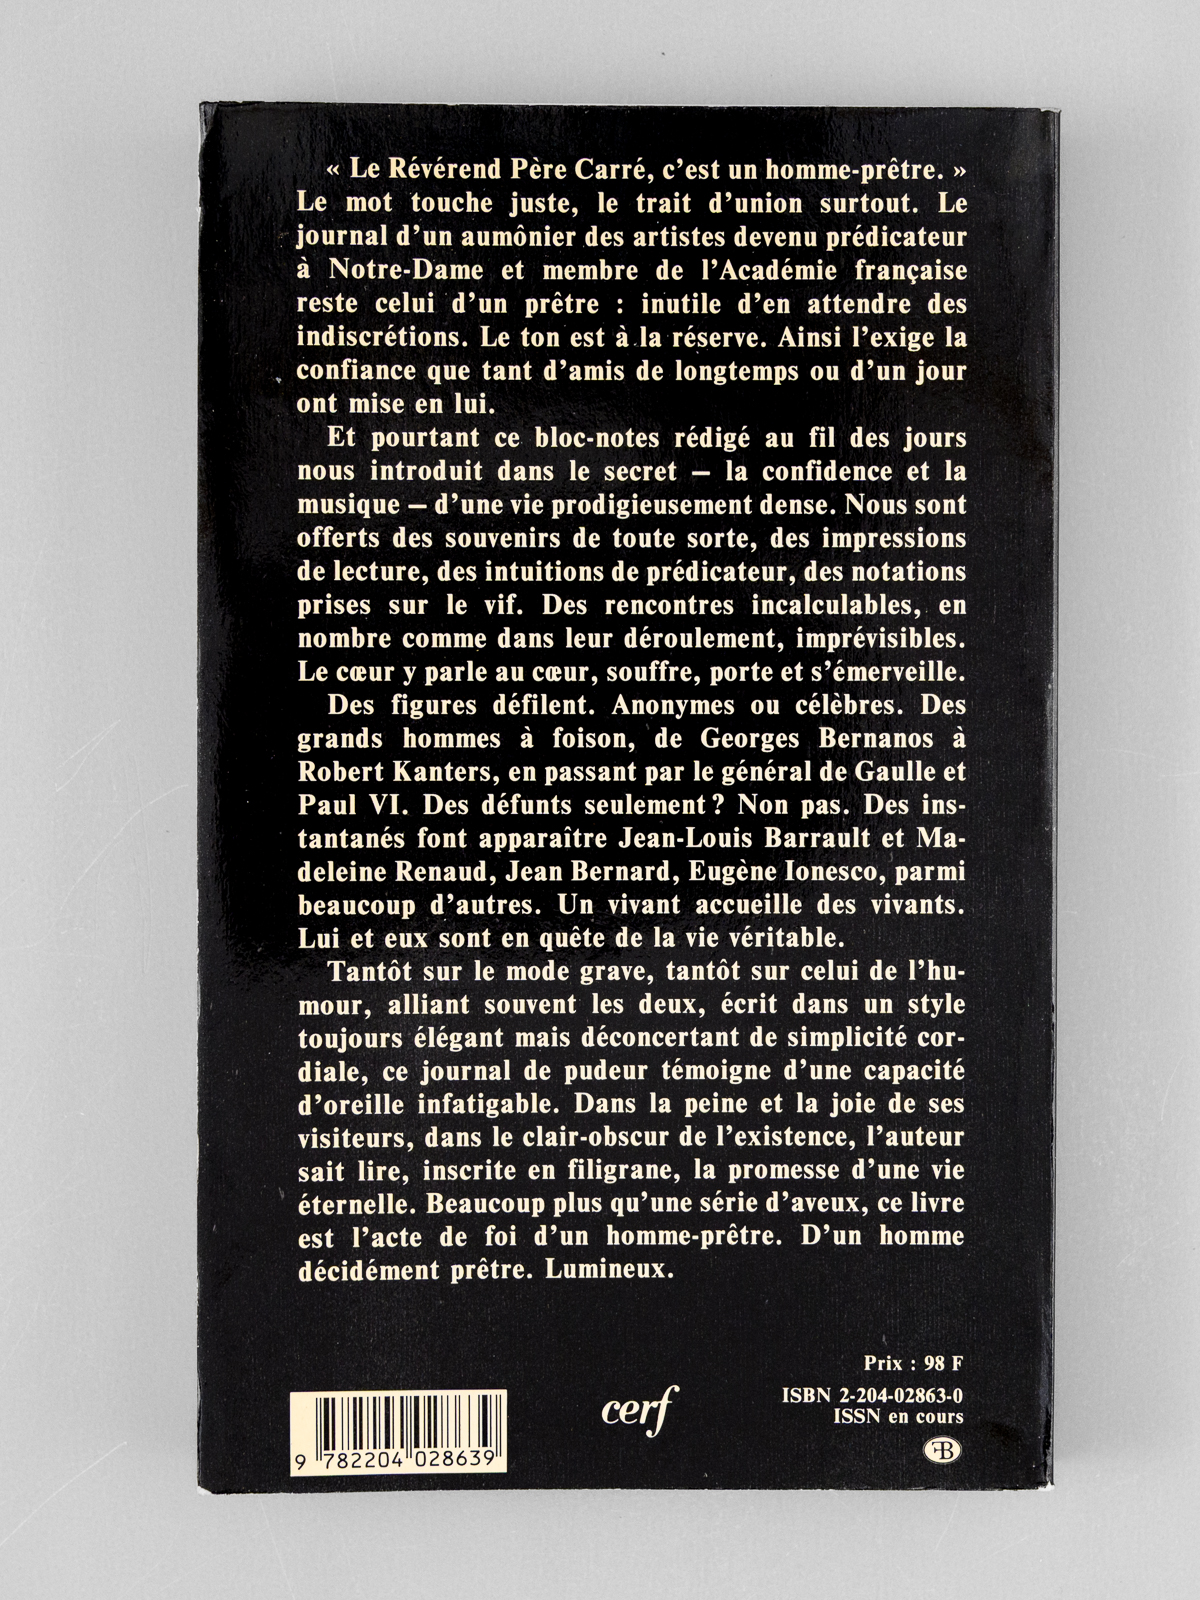 « Le Révérend Père Carré, c’est un homme-prêtre. »
Le mot touche juste, le trait d’union surtout. Le
journal d’un aumônier des artistes devenu prédicateur
à Notre-Dame et membre de l’Académie française
reste celui d’un prêtre : inutile d’en attendre des
indiscrétions. Le ton est à la réserve. Ainsi l’exige la
confiance que tant d’amis de longtemps ou d’un jour
ont mise en lui.
Et pourtant ce bloc-notes rédigé au fil des jours
nous introduit dans le secret – la confidence et la
musique – d’une vie prodigieusement dense. Nous sont
offerts des souvenirs de toute sorte, des impressions
de lecture, des intuitions de prédicateur, des notations
prises sur le vif. Des rencontres incalculables, en
nombre comme dans leur déroulement, imprévisibles.
Le cœur y parle au cœur, souffre, porte et s’émerveille.
Des figures défilent. Anonymes ou célèbres. Des
grands hommes à foison, de Georges Bernanos à
Robert Kanters, en passant par le général de Gaulle et
Paul VI. Des défunts seulement ? Non pas. Des ins-
tantanés font apparaître Jean-Louis Barrault et Ma-
deleine Renaud, Jean Bernard, Eugène Ionesco, parmi
beaucoup d’autres. Un vivant accueille des vivants.
Lui et eux sont en quête de la vie véritable.
Tantôt sur le mode grave, tantôt sur celui de l’hu-
mour, alliant souvent les deux, écrit dans un style
toujours élégant mais déconcertant de simplicité cor-
diale, ce journal de pudeur témoigne d’une capacité
d’oreille infatigable. Dans la peine et la joie de ses
visiteurs, dans le clair-obscur de l’existence, l’auteur
sait lire, inscrite en filigrane, la promesse d’une vie
éternelle. Beaucoup plus qu’une série d’aveux, ce livre
est l’acte de foi d’un homme-prêtre. D’un homme
décidément prêtre. Lumineux.
Prix : 98 F
ISBN 2-204-02863-0
ISSN en cours
cerf
9 782204 028639
FB